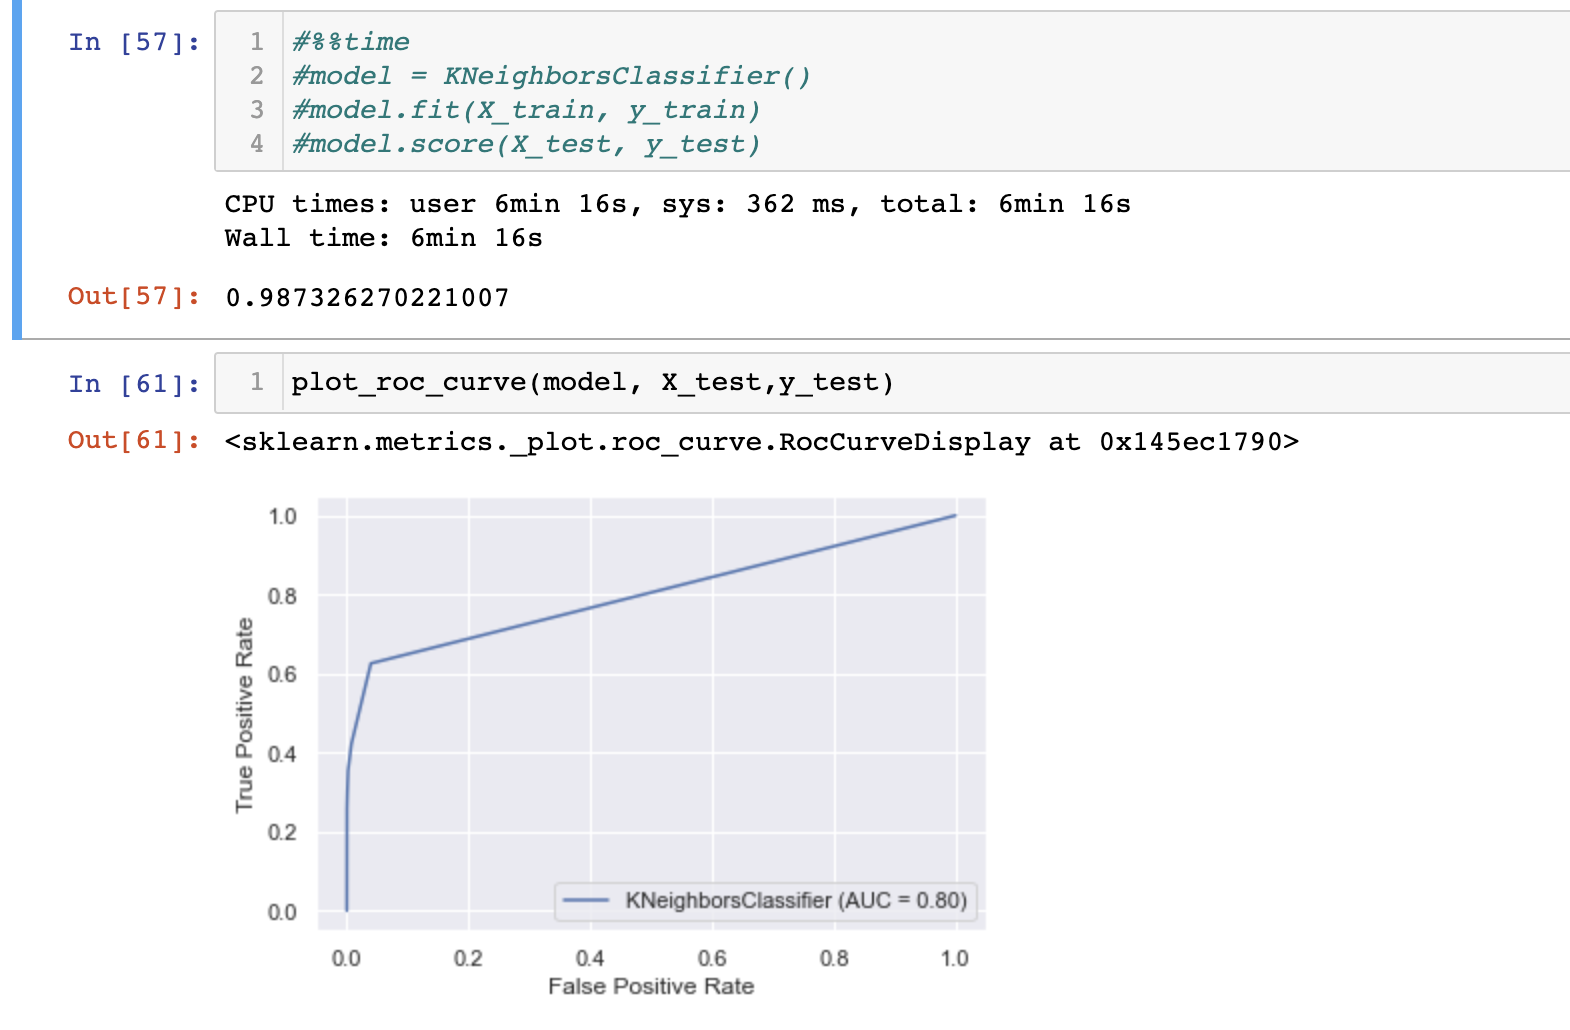 In [57]:
1 #%%time
2 #model = KNeighborsClassifier()
3 #model.fit(X_train, y_train)
4 #model.score(X_test, y_test)
CPU times: user 6min 16s, sys: 362 ms, total: 6min 16s
Wall time: 6min 16s
Out[57]: 0.987326270221007
In [61]:
1 plot_roc_curve(model, X_test,y_test)
Out[61]: <sklearn.metrics._plot.roc_curve.RocCurveDisplay at 0x145ec1790>
1.0
0.8
0.6
0.4
0.2
0.0
True Positive Rate
KNeighborsClassifier (AUC = 0.80)
0.0 0.2 0.4 0.6 0.8 1.0
False Positive Rate